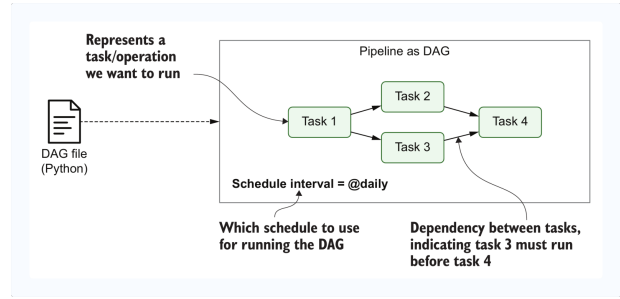 Represents a
task/operation
we want to run
Pipeline as DAG
Task 1
Task 2
Task 3
Task 4
DAG file
(Python)
Schedule interval = @daily
Which schedule to use
for running the DAG
Dependency between tasks,
indicating task 3 must run
before task 4